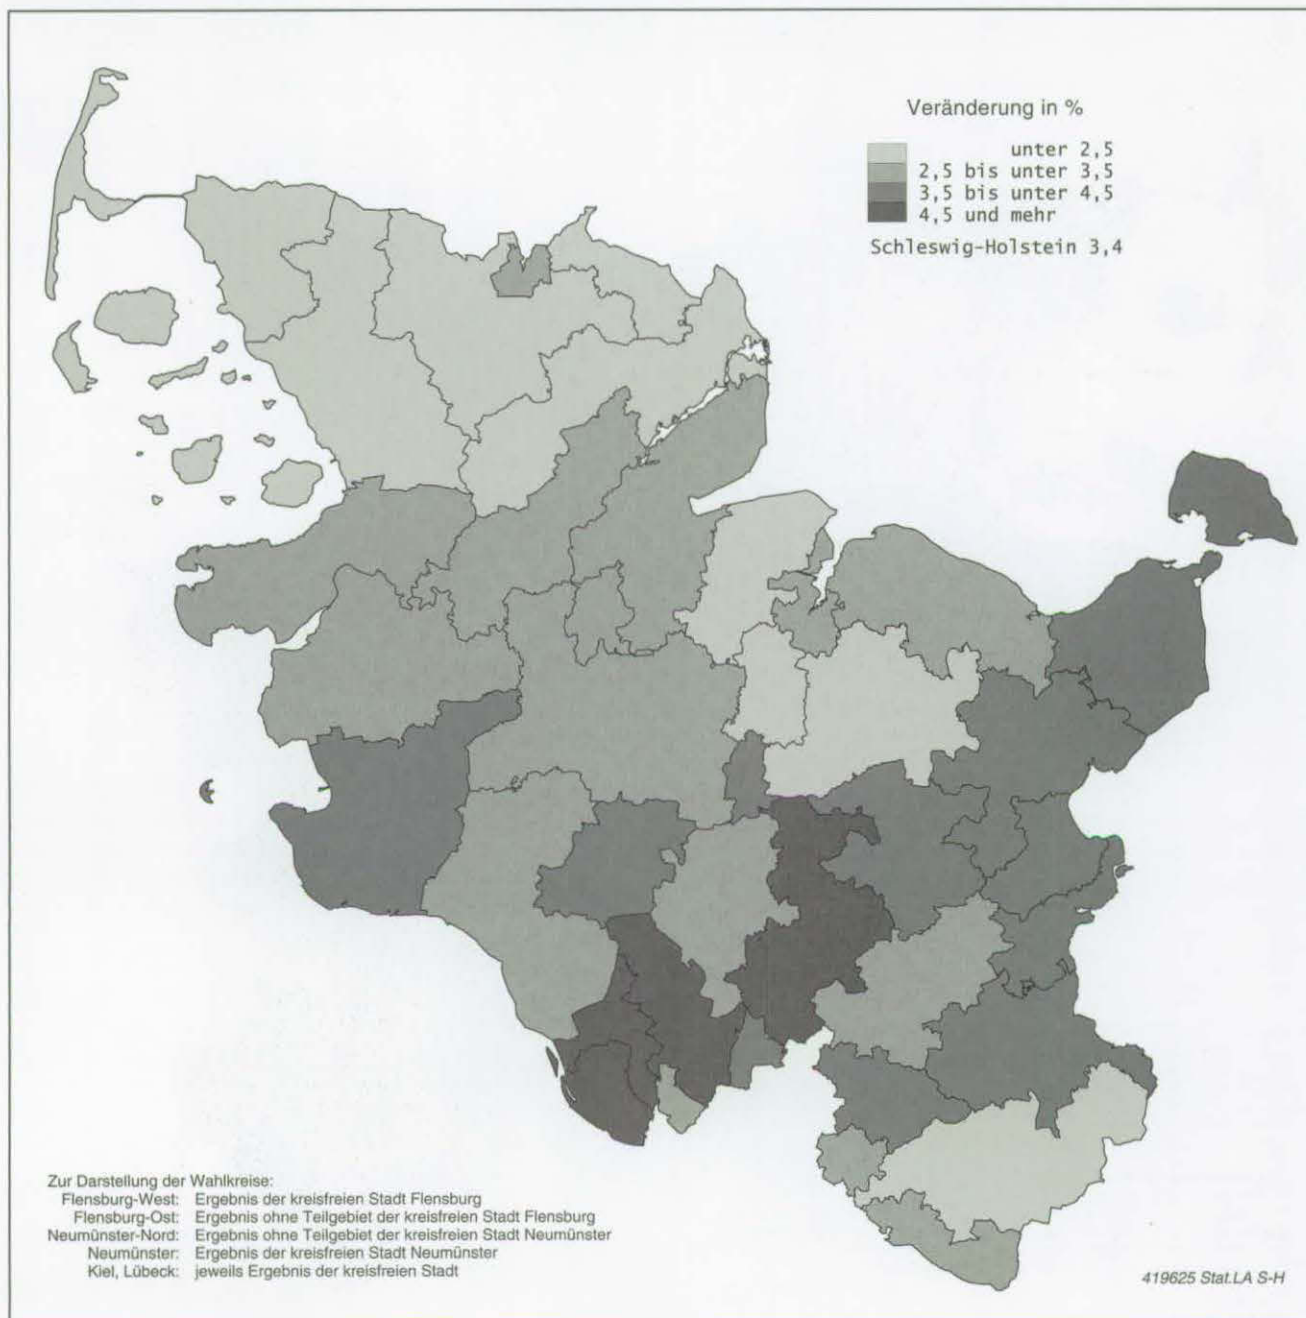 Veränderung in %
unter 2,5
2,5 bis unter 3,5
3,5 bis unter 4,5
4,5 und mehr
Schleswig-Holstein 3,4
Zur Darstellung der Wahlkreise:
Flensburg-West: Ergebnis der kreisfreien Stadt Flensburg
Flensburg-Ost: Ergebnis ohne Teilgebiet der kreisfreien Stadt Flensburg
Neumünster-Nord: Ergebnis ohne Teilgebiet der kreisfreien Stadt Neumünster
Neumünster: Ergebnis der kreisfreien Stadt Neumünster
Kiel, Lübeck: jeweils Ergebnis der kreisfreien Stadt
419625 Stat.LA S-H